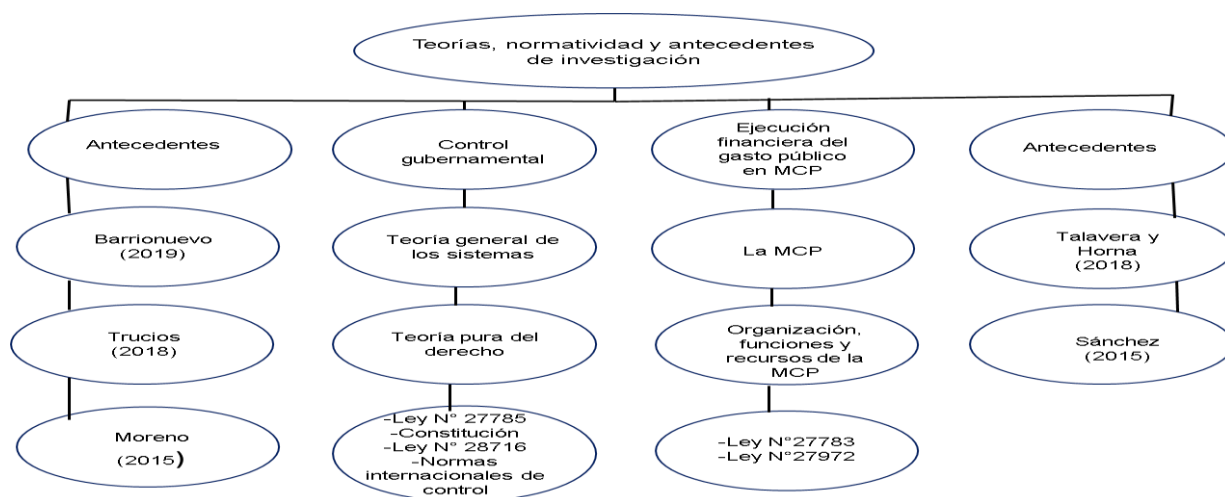 Teorías, normatividad y antecedentes
de investigación
Antecedentes
Control
gubernamental
Ejecución
financiera del
gasto público
en MCP
Antecedentes
Barrionuevo
(2019)
Teoría general de
los sistemas
La MCP
Talavera y
Horna
(2018)
Trucios
(2018)
Teoría pura del
derecho
Organización,
funciones y
recursos de la
MCP
Sánchez
(2015)
Moreno
(2015)
-Ley N° 27785
-Constitución
-Ley N° 28716
-Normas
internacionales de
control
-Ley N°27783
-Ley N°27972